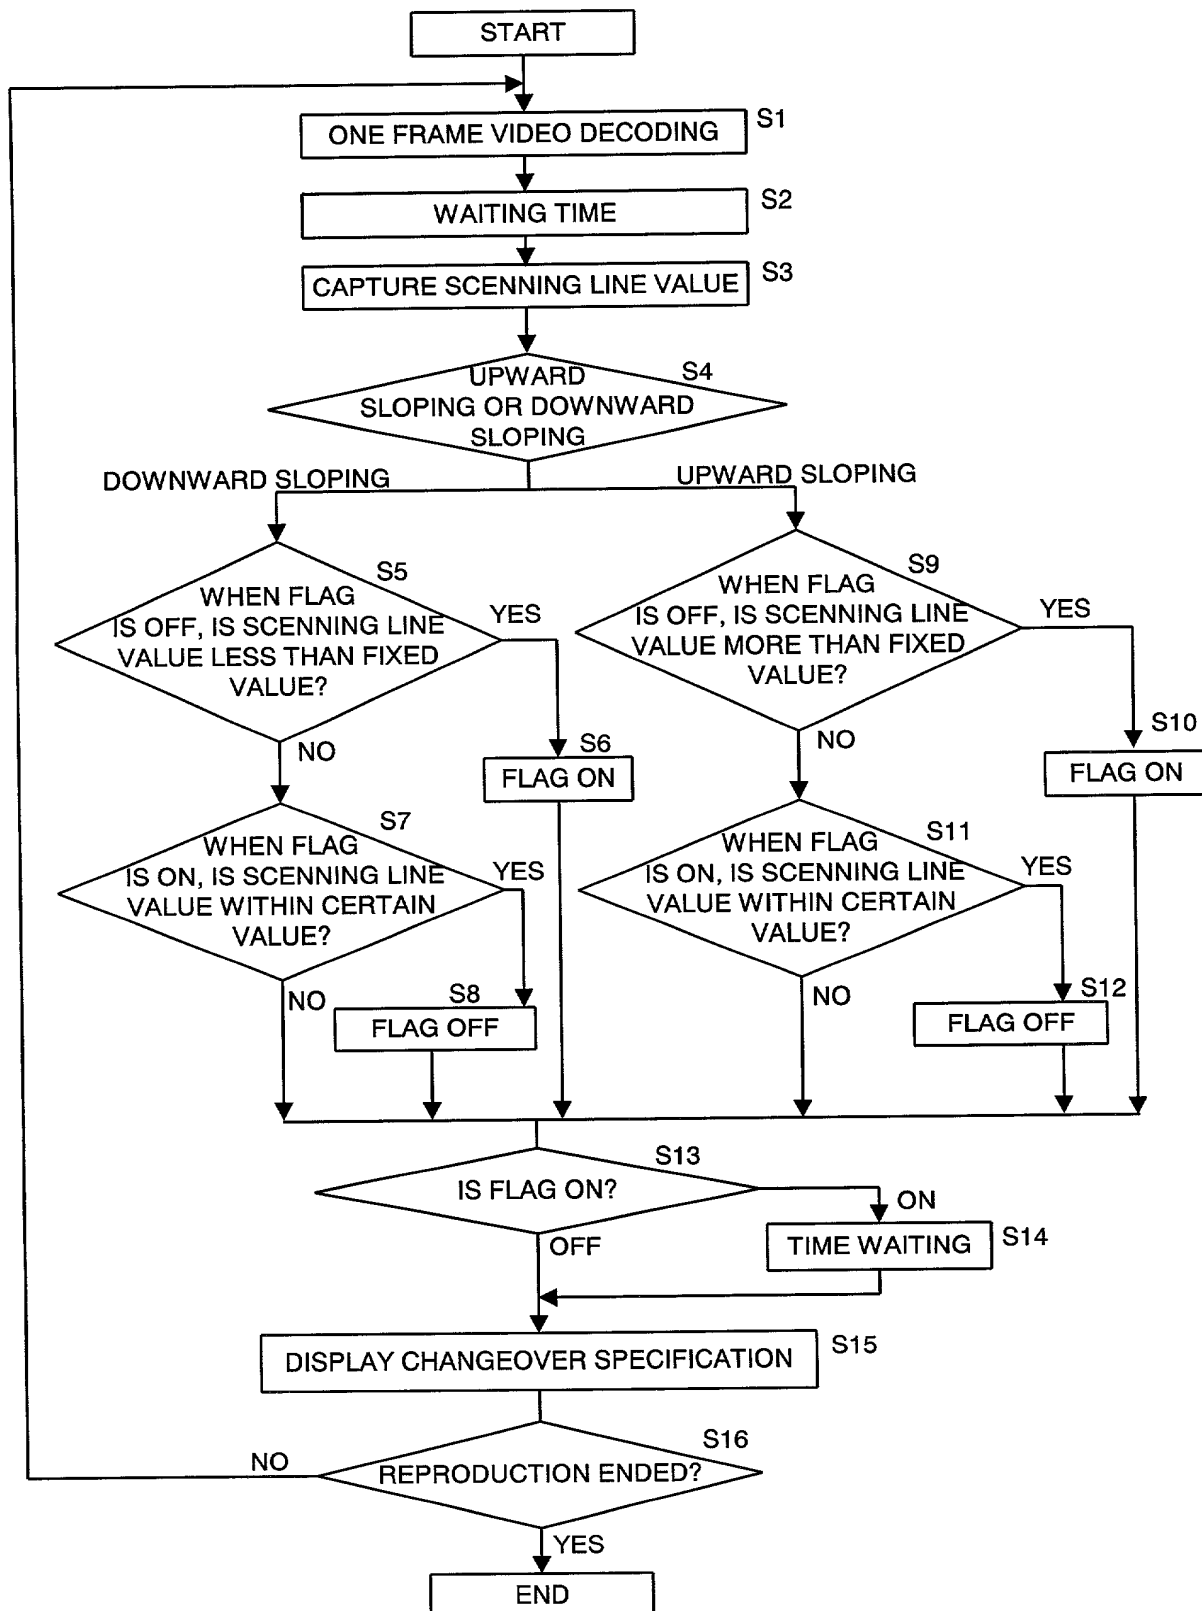 START
ONE FRAME VIDEO DECODING
S1
WAITING TIME
S2
CAPTURE SCENNING LINE VALUE
S3
S4
UPWARD
SLOPING OR DOWNWARD
SLOPING
DOWNWARD SLOPING
UPWARD SLOPING
S5
WHEN FLAG
IS OFF, IS SCENNING LINE
VALUE LESS THAN FIXED
VALUE?
YES
NO
S9
WHEN FLAG
IS OFF, IS SCENNING LINE
VALUE MORE THAN FIXED
VALUE?
YES
NO
S6
FLAG ON
S10
FLAG ON
S7
WHEN FLAG
IS ON, IS SCENNING LINE
VALUE WITHIN CERTAIN
VALUE?
YES
NO
S11
WHEN FLAG
IS ON, IS SCENNING LINE
VALUE WITHIN CERTAIN
VALUE?
YES
NO
S8
FLAG OFF
S12
FLAG OFF
S13
IS FLAG ON?
ON
OFF
TIME WAITING
S14
DISPLAY CHANGEOVER SPECIFICATION
S15
S16
REPRODUCTION ENDED?
NO
YES
END